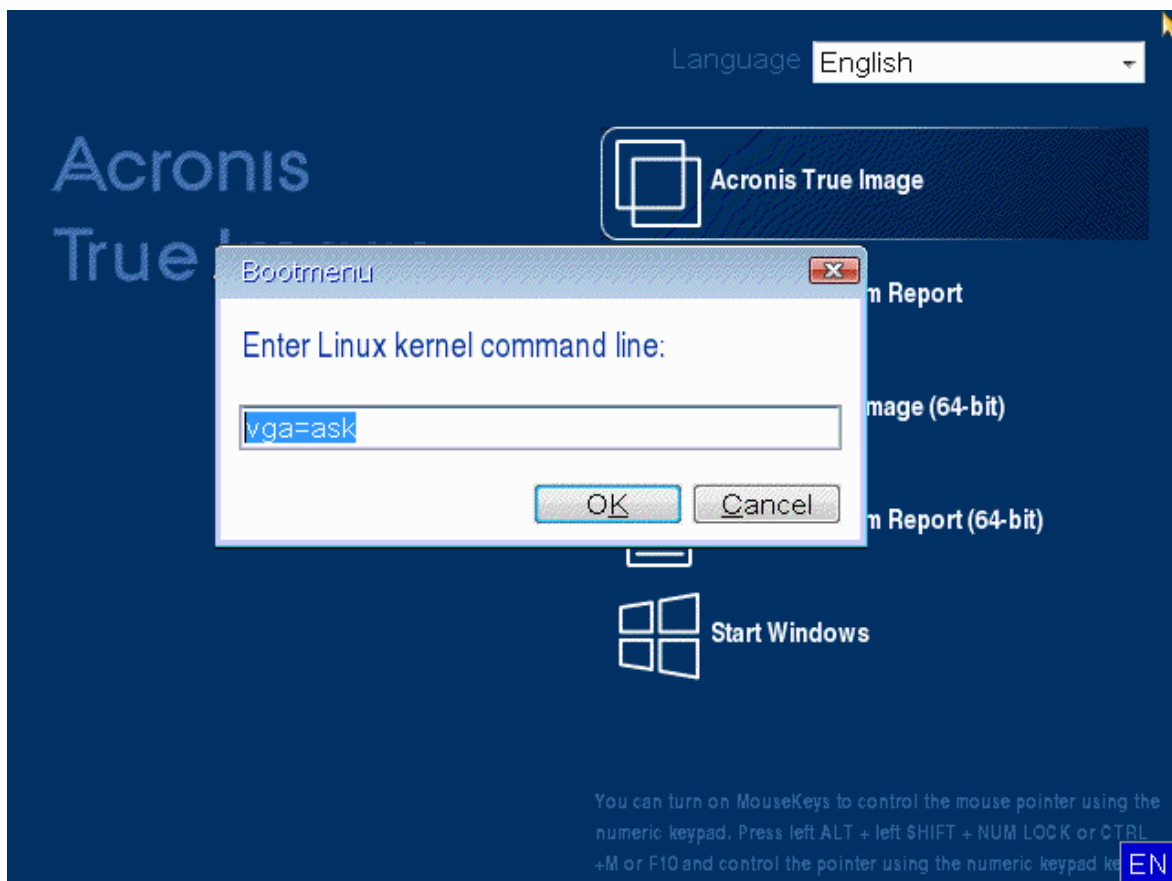 Language English
Acronis
True
Acronis True Image
Bootmenu
m Report
Enter Linux kernel command line:
mage (64-bit)
vga=ask
OK Cancel
m Report (64-bit)
Start Windows
You can turn on MouseKeys to control the mouse pointer using the
numeric keypad. Press left ALT + left SHIFT + NUM LOCK or CTRL
+M or F10 and control the pointer using the numeric keypad ke
EN